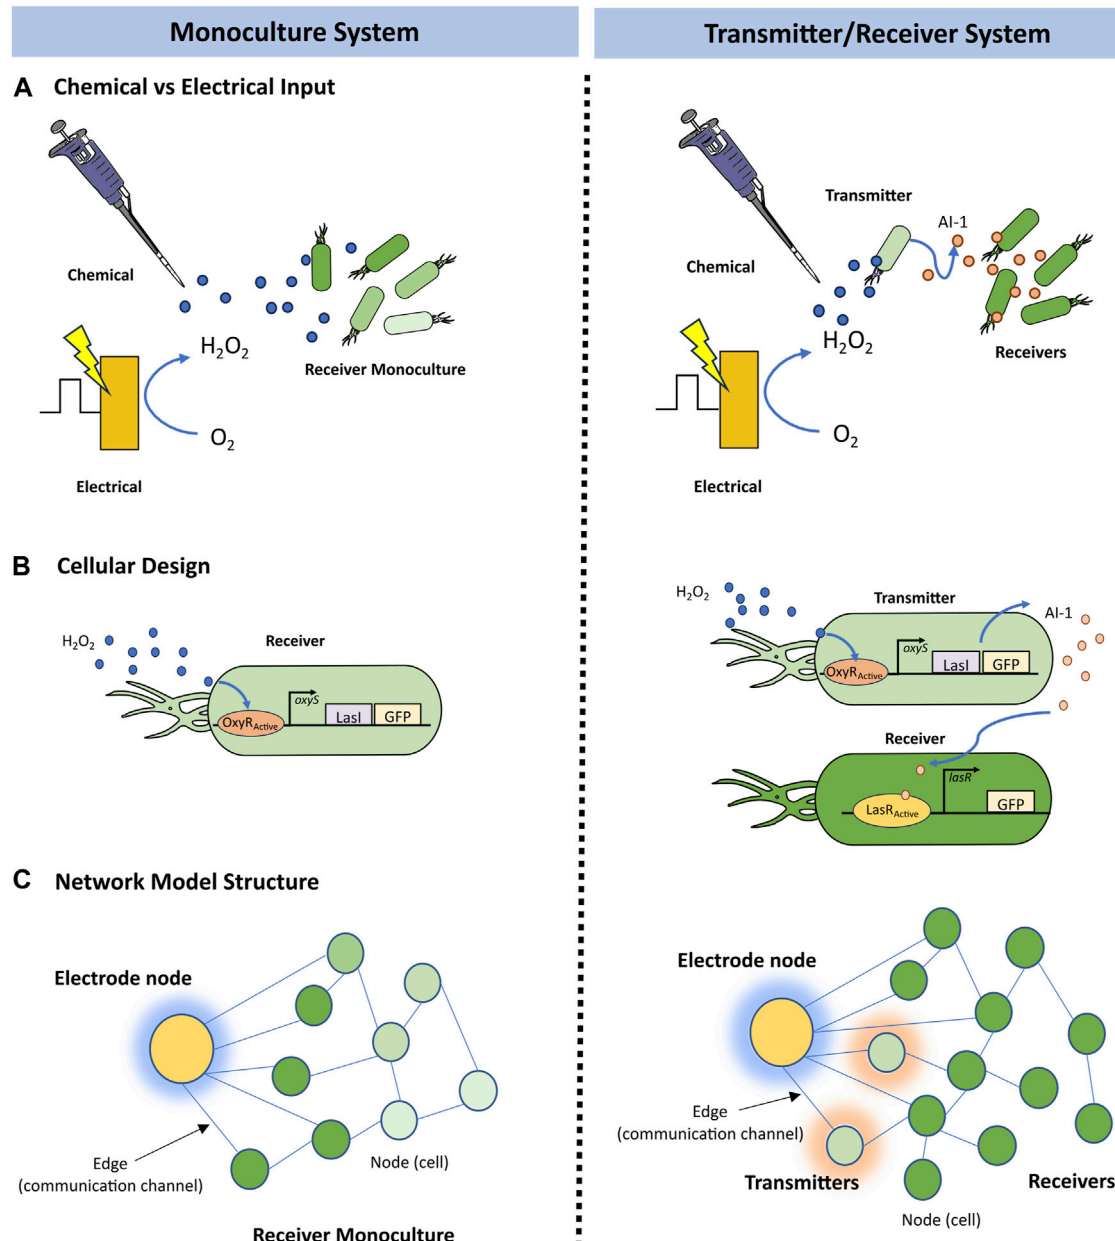 Monoculture System
Transmitter/Receiver System
A Chemical vs Electrical Input
Chemical
H2O2
O2
Electrical
Receiver Monoculture
Transmitter
AI-1
Chemical
H2O2
O2
Electrical
Receivers
B Cellular Design
H2O2
Receiver
OxyRActive
oxyS
LasI
GFP
H2O2
Transmitter
AI-1
OxyRActive
oxyS
LasI
GFP
Receiver
LasRActive
lasR
GFP
C Network Model Structure
Electrode node
Edge
(communication channel)
Node (cell)
Receiver Monoculture
Electrode node
Edge
(communication channel)
Transmitters
Receivers
Node (cell)